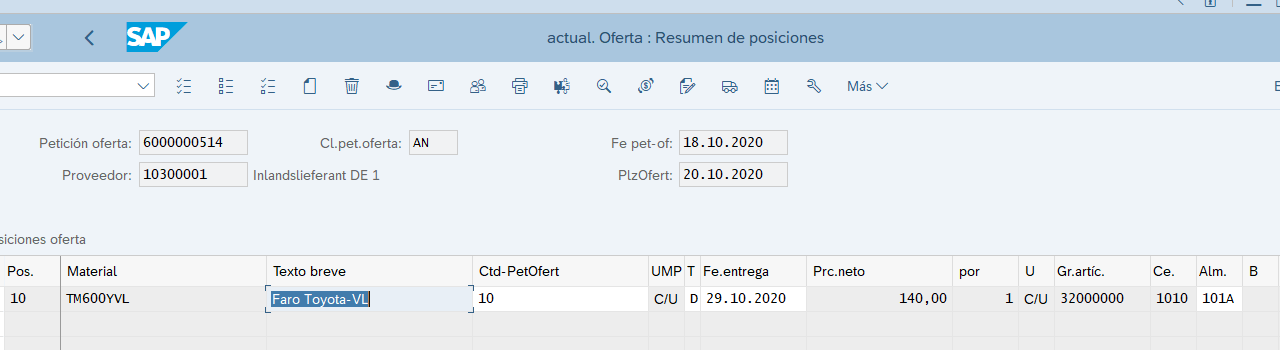 SAP
actual. Oferta : Resumen de posiciones
Más
Petición oferta: 6000000514 Cl.pet.oferta: AN Fe pet-of: 18.10.2020
Proveedor: 10300001 Inlandslieferant DE 1 PlzOfert: 20.10.2020
siciones oferta
Pos. Material Texto breve Ctd-PetOfert UMP T Fe.entrega Prc.neto por U Gr.artíc. Ce. Alm. B
10 TM600YVL Faro Toyota-VL 10 C/U D 29.10.2020 140,00 1 C/U 32000000 1010 101A